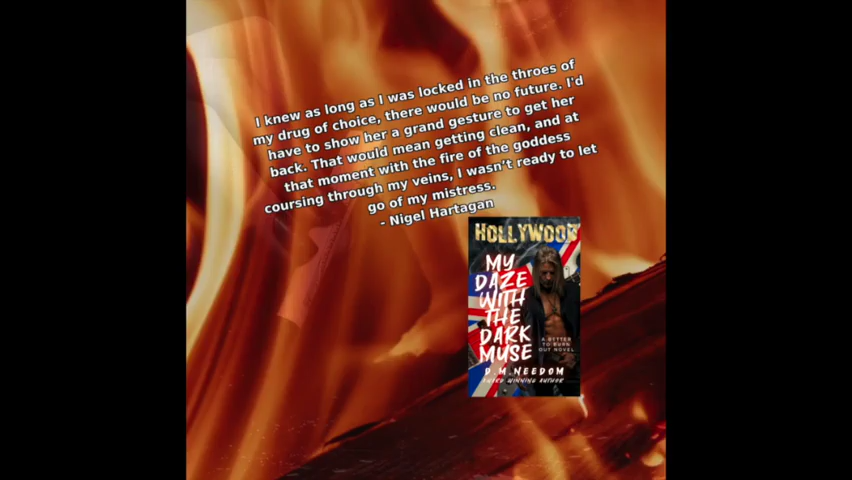 I knew as long as I was locked in the throes of
my drug of choice, there would be no future. I'd
have to show her a grand gesture to get her
back. That would mean getting clean, and at
that moment with the fire of the goddess
coursing through my veins, I wasn't ready to let
go of my mistress.
- Nigel Hartagan
HOLLYWOOD
MY
DAZE
WITH
THE
DARK
MUSE
A BETTER
TO BURN
OUT NOVEL
D.M. NEEDOM
AWARD WINNING AUTHOR